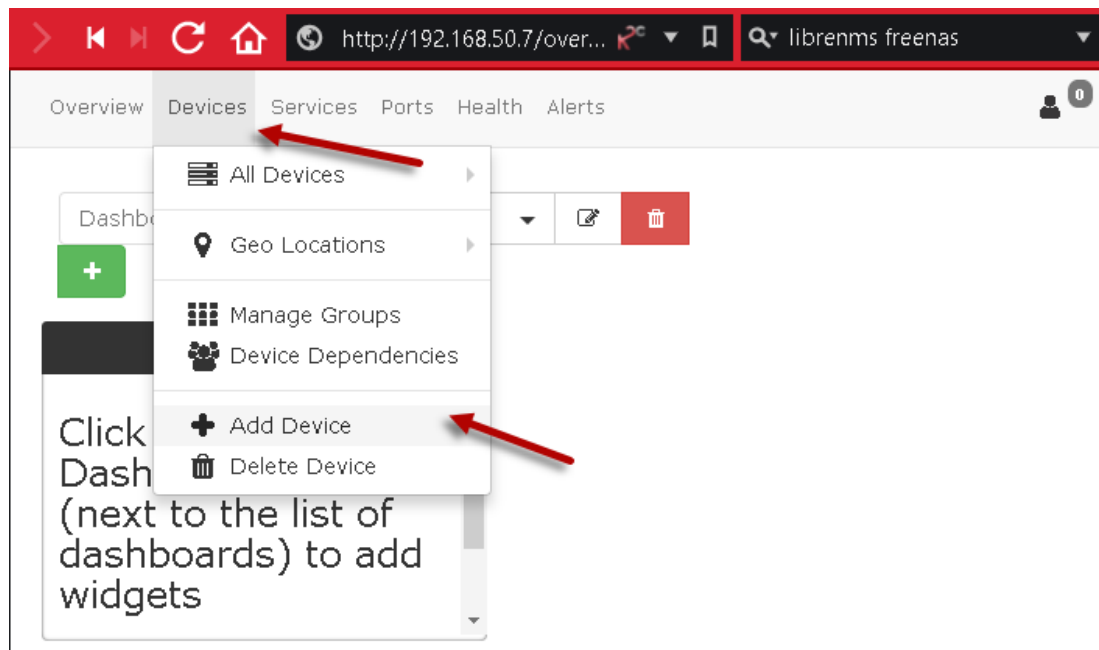 http://192.168.50.7/over...
librenms freenas
Overview Devices Services Ports Health Alerts
0
All Devices
Dashbo
Geo Locations
Manage Groups
Device Dependencies
Add Device
Delete Device
Click
Dash
(next to the list of
dashboards) to add
widgets